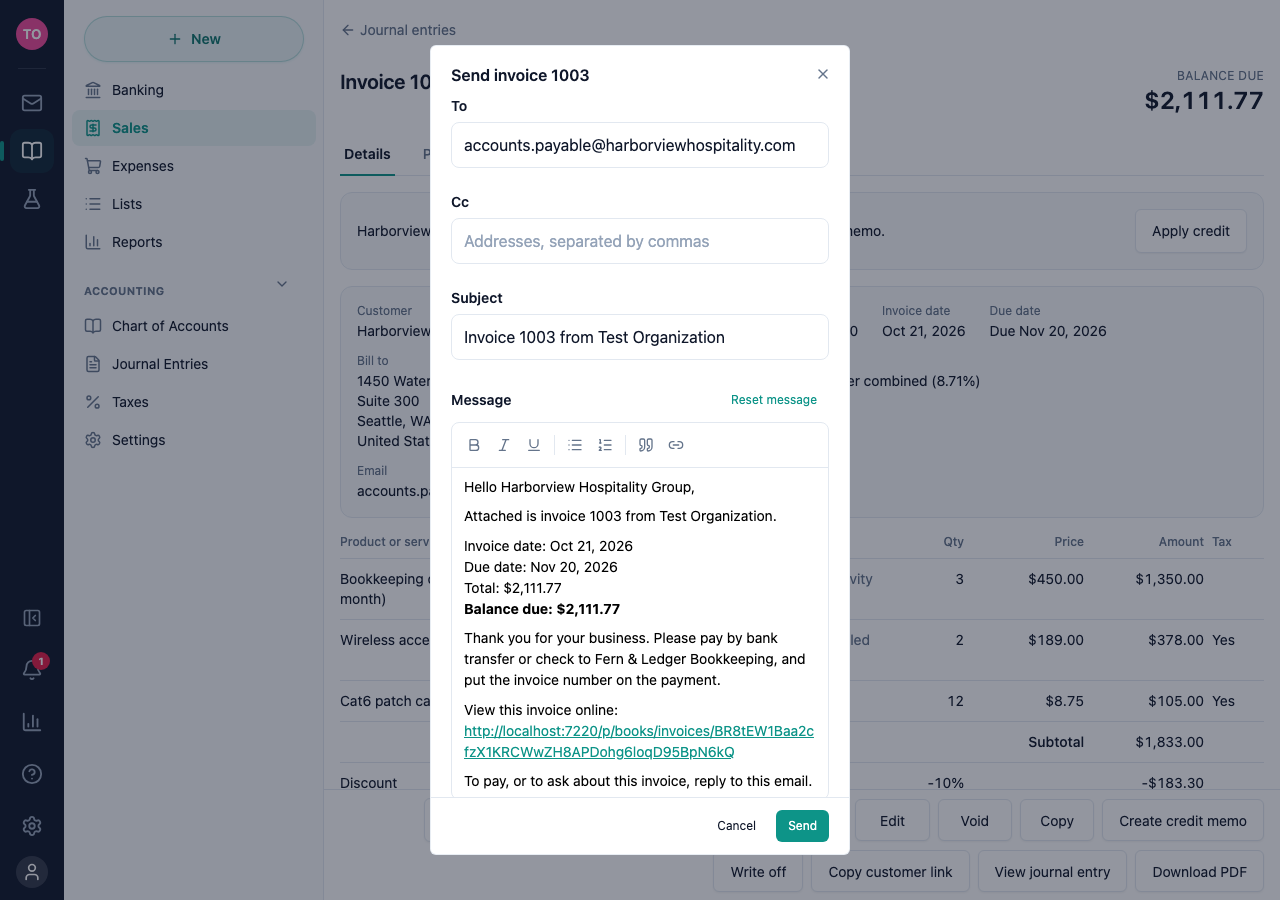 TO
New
Banking
Sales
Expenses
Lists
Reports
ACCOUNTING
Chart of Accounts
Journal Entries
Taxes
Settings
1
Journal entries
Invoice 10
BALANCE DUE
$2,111.77
Details
Harborview
Apply credit
Customer
Harborview
Invoice date
Oct 21, 2026
Due date
Due Nov 20, 2026
Bill to
1450 Water
Suite 300
Seattle, WA
United Stat
combined (8.71%)
Email
accounts.pa
Product or serv
Qty
Price
Amount
Tax
Bookkeeping
month)
3
$450.00
$1,350.00
Wireless acce
2
$189.00
$378.00
Yes
Cat6 patch ca
12
$8.75
$105.00
Yes
Subtotal
$1,833.00
Discount
-10%
-$183.30
Edit
Void
Copy
Create credit memo
Write off
Copy customer link
View journal entry
Download PDF
Send invoice 1003
To
accounts.payable@harborviewhospitality.com
Cc
Addresses, separated by commas
Subject
Invoice 1003 from Test Organization
Message
Reset message
B I U
Hello Harborview Hospitality Group,
Attached is invoice 1003 from Test Organization.
Invoice date: Oct 21, 2026
Due date: Nov 20, 2026
Total: $2,111.77
Balance due: $2,111.77
Thank you for your business. Please pay by bank
transfer or check to Fern & Ledger Bookkeeping, and
put the invoice number on the payment.
View this invoice online:
http://localhost:7220/p/books/invoices/BR8tEW1Baa2c
fzX1KRCWwZH8APDohg6loqD95BpN6kQ
To pay, or to ask about this invoice, reply to this email.
Cancel
Send